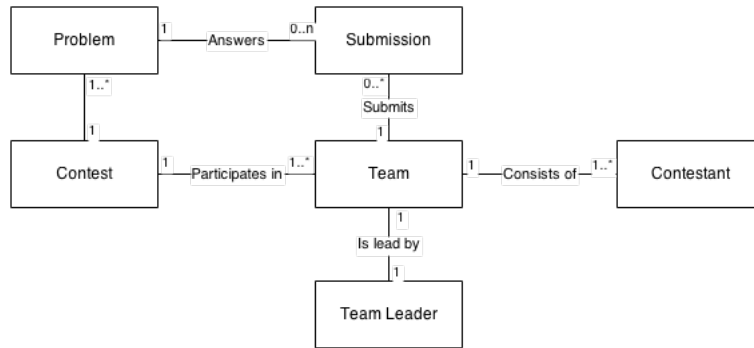 Problem
1
Answers
0..n
Submission
1..*
0..*
Submits
1
1
Contest
1
Participates in
1..*
Team
1
Consists of
1..*
Contestant
1
Is lead by
1
Team Leader